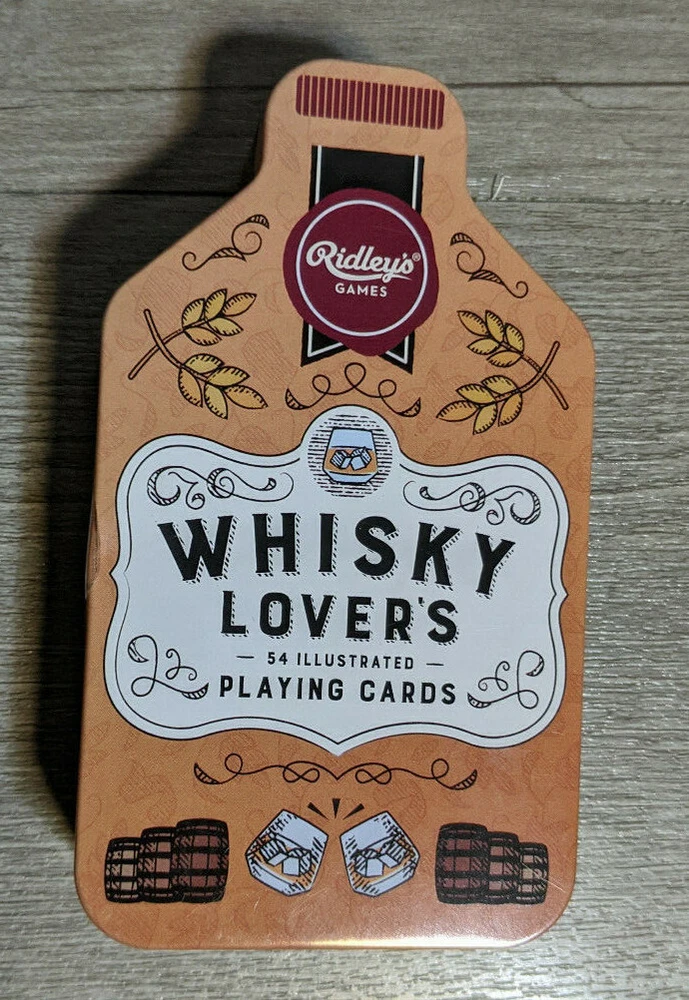 Ridley's®
GAMES
WHISKY
LOVER'S
— 54 ILLUSTRATED —
PLAYING CARDS